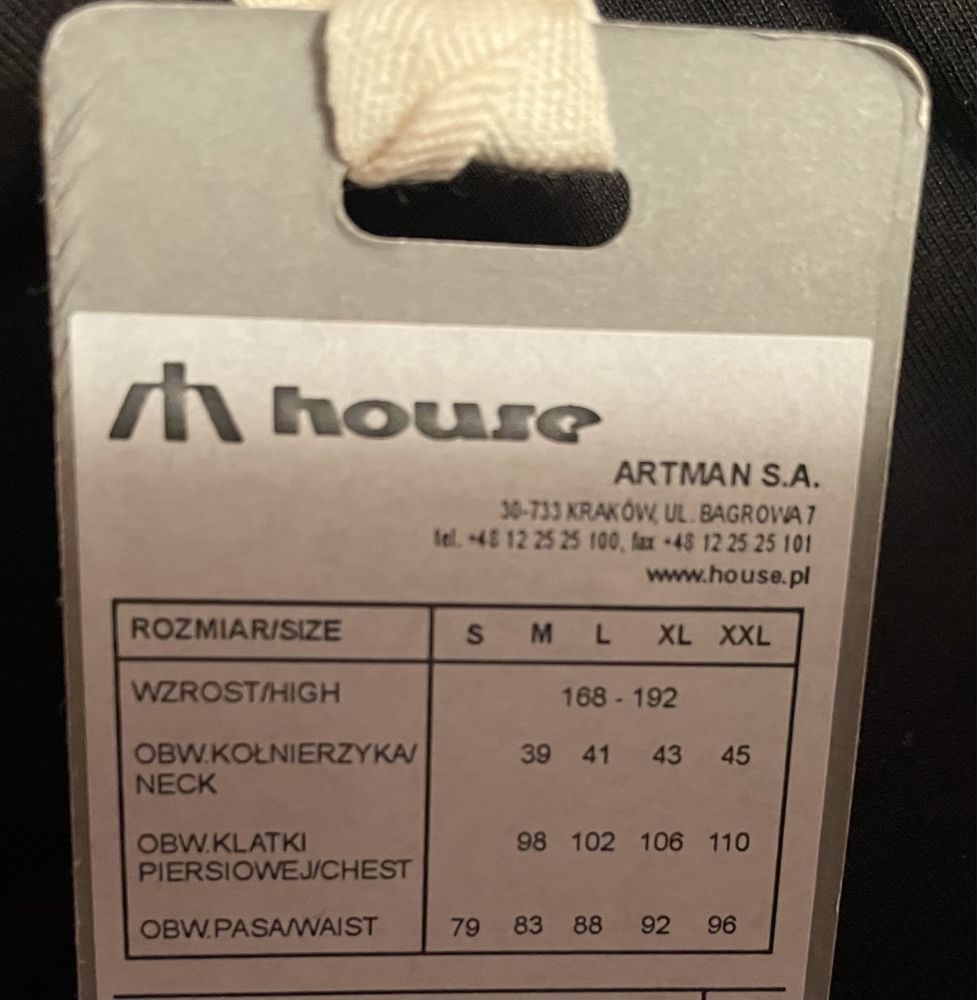 house
ARTMAN S.A.
30-733 KRAKÓW, UL. BAGROWA 7
tel. +48 12 25 25 100, fax +48 12 25 25 101
www.house.pl
ROZMIAR/SIZE S M L XL XXL
WZROST/HIGH 168 - 192
OBW.KOŁNIERZYKA/ 39 41 43 45
NECK
OBW.KLATKI 98 102 106 110
PIERSIOWEJ/CHEST
OBW.PASA/WAIST 79 83 88 92 96